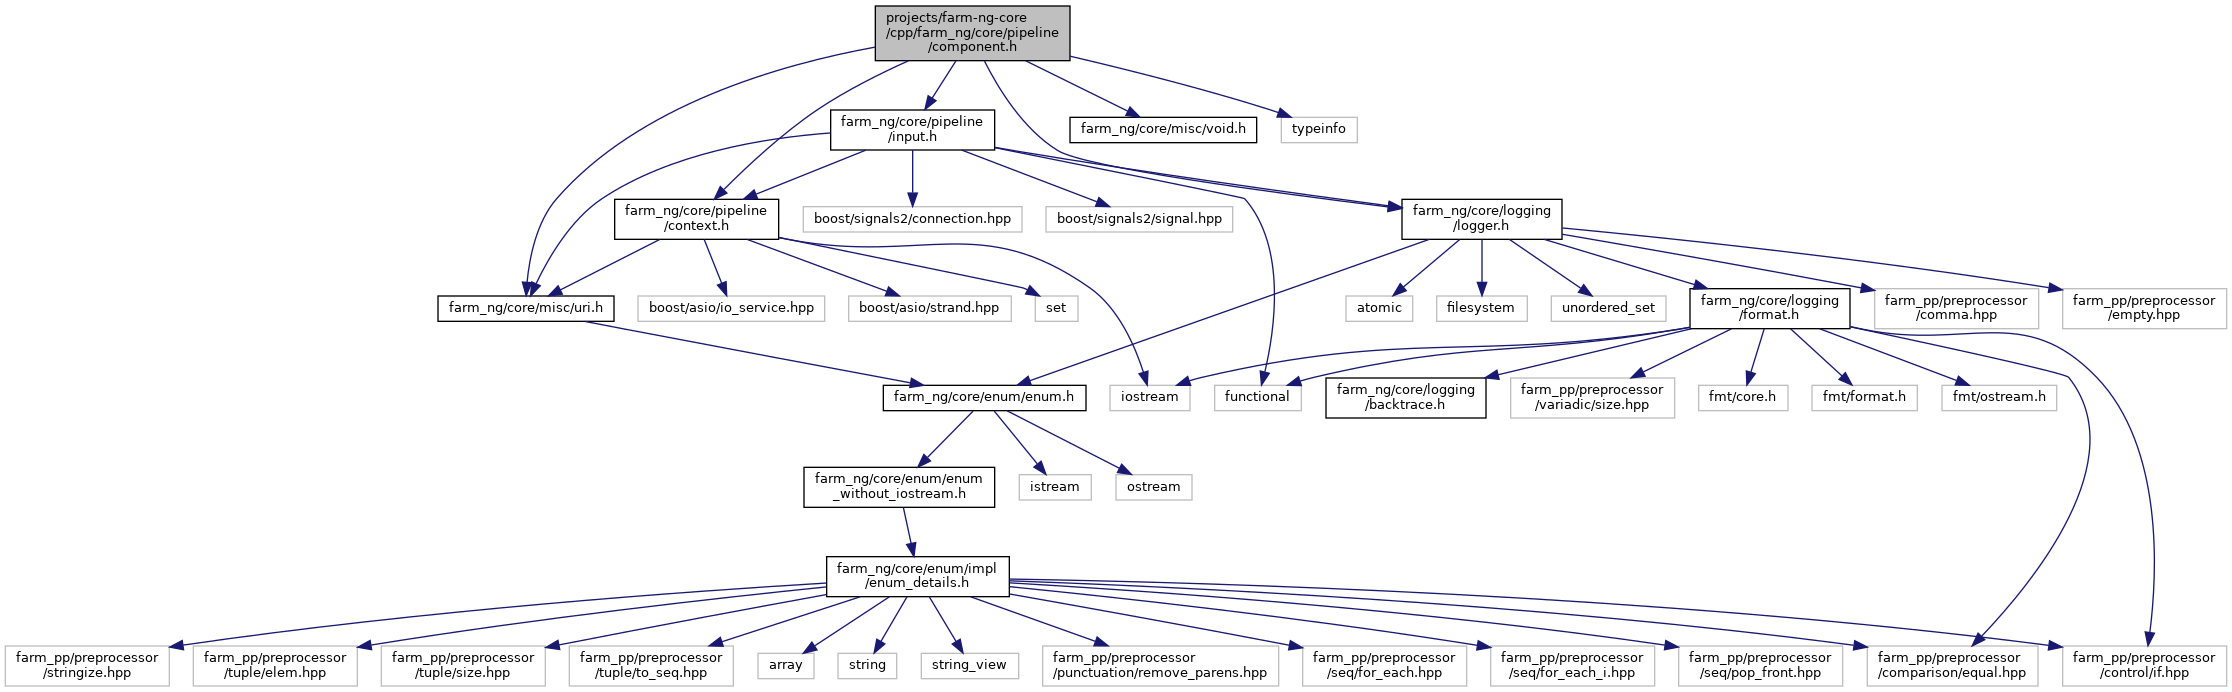 projects/farm-ng-core
/cpp/farm_ng/core/pipeline
/component.h
farm_ng/core/pipeline
/input.h
farm_ng/core/misc/void.h
typeinfo
farm_ng/core/pipeline
/context.h
boost/signals2/connection.hpp
boost/signals2/signal.hpp
farm_ng/core/logging
/logger.h
farm_ng/core/misc/uri.h
boost/asio/io_service.hpp
boost/asio/strand.hpp
set
atomic
filesystem
unordered_set
farm_ng/core/logging
/format.h
farm_pp/preprocessor
/comma.hpp
farm_pp/preprocessor
/empty.hpp
farm_ng/core/enum/enum.h
iostream
functional
farm_ng/core/logging
/backtrace.h
farm_pp/preprocessor
/variadic/size.hpp
fmt/core.h
fmt/format.h
fmt/ostream.h
farm_ng/core/enum/enum
_without_iostream.h
istream
ostream
farm_ng/core/enum/impl
/enum_details.h
farm_pp/preprocessor
/stringize.hpp
farm_pp/preprocessor
/tuple/elem.hpp
farm_pp/preprocessor
/tuple/size.hpp
farm_pp/preprocessor
/tuple/to_seq.hpp
array
string
string_view
farm_pp/preprocessor
/punctuation/remove_parens.hpp
farm_pp/preprocessor
/seq/for_each.hpp
farm_pp/preprocessor
/seq/for_each_i.hpp
farm_pp/preprocessor
/seq/pop_front.hpp
farm_pp/preprocessor
/comparison/equal.hpp
farm_pp/preprocessor
/control/if.hpp